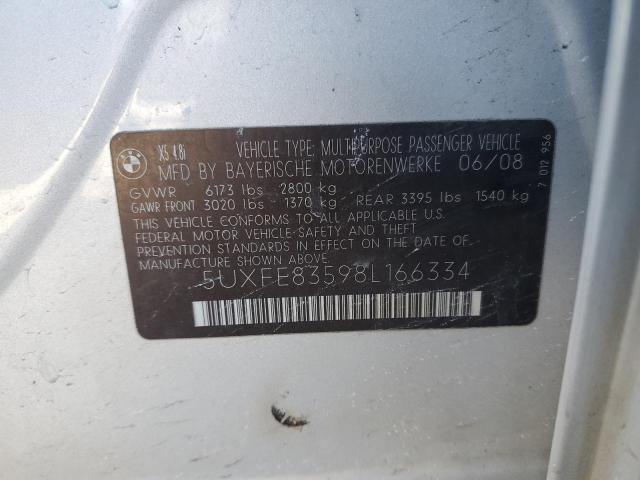 BMW
X5 4.8i
VEHICLE TYPE: MULTIPURPOSE PASSENGER VEHICLE
MFD BY BAYERISCHE MOTORENWERKE 06/08
GVWR 6173 lbs 2800 kg
GAWR FRONT 3020 lbs 1370 kg REAR 3395 lbs 1540 kg
THIS VEHICLE CONFORMS TO ALL APPLICABLE U.S.
FEDERAL MOTOR VEHICLE SAFETY AND THEFT
PREVENTION STANDARDS IN EFFECT ON THE DATE OF
MANUFACTURE SHOWN ABOVE.
5UXFE83598L166334
7 012 956